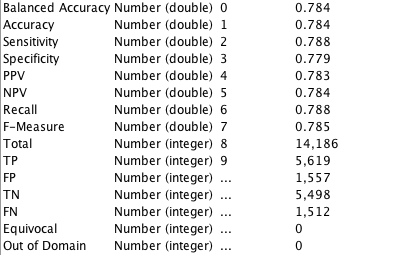 Balanced Accuracy Number (double) 0 0.784
Accuracy Number (double) 1 0.784
Sensitivity Number (double) 2 0.788
Specificity Number (double) 3 0.779
PPV Number (double) 4 0.783
NPV Number (double) 5 0.784
Recall Number (double) 6 0.788
F-Measure Number (double) 7 0.785
Total Number (integer) 8 14,186
TP Number (integer) 9 5,619
FP Number (integer) ... 1,557
TN Number (integer) ... 5,498
FN Number (integer) ... 1,512
Equivocal Number (integer) ... 0
Out of Domain Number (integer) ... 0